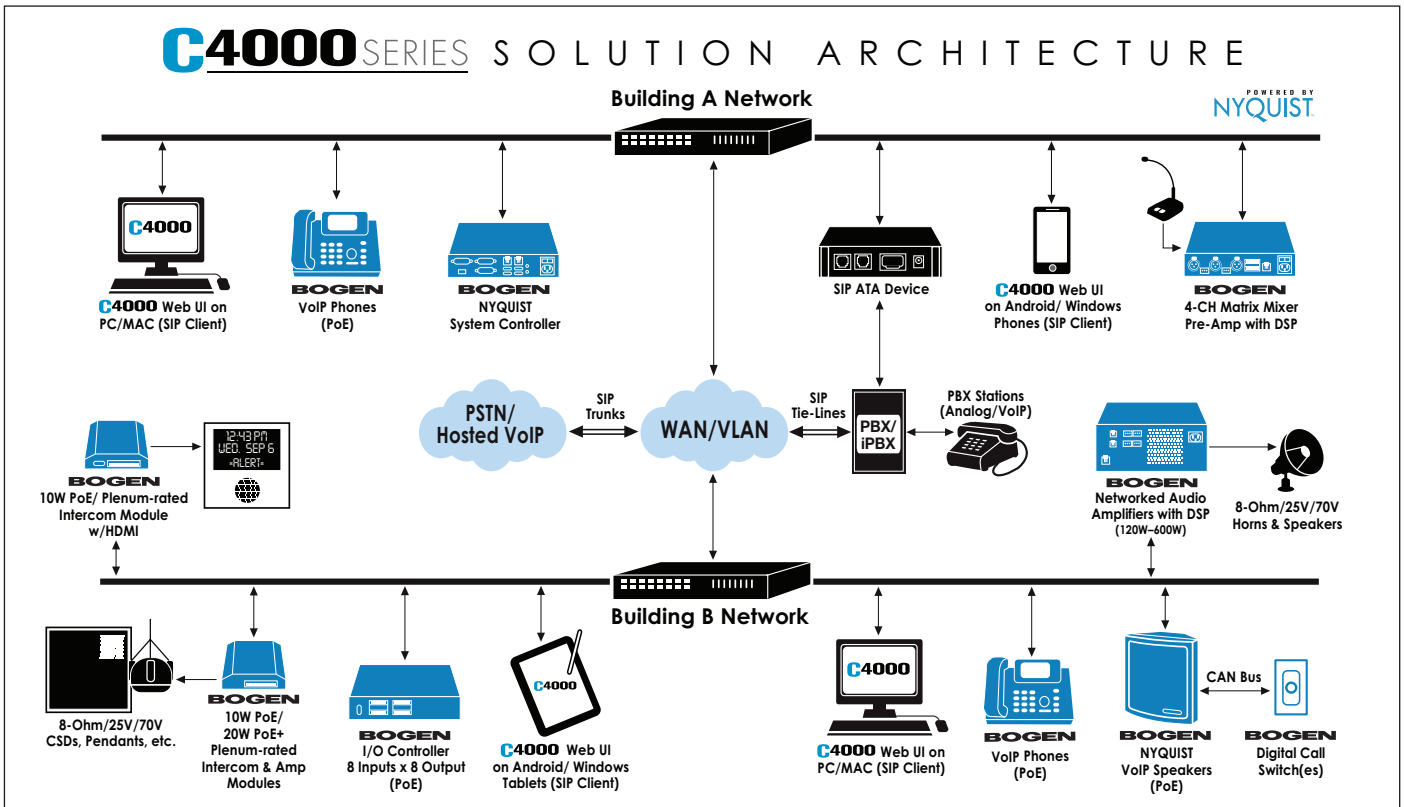 C4000 SERIES SOLUTION ARCHITECTURE
POWERED BY
NYQUIST
Building A Network
C4000
C4000 Web UI on
PC/MAC (SIP Client)
BOGEN
VoIP Phones
(PoE)
BOGEN
NYQUIST
System Controller
SIP ATA Device
C4000 Web UI
on Android/ Windows
Phones (SIP Client)
BOGEN
4-CH Matrix Mixer
Pre-Amp with DSP
PSTN/
Hosted VoIP
SIP
Trunks
WAN/VLAN
SIP
Tie-Lines
PBX/
iPBX
PBX Stations
(Analog/VoIP)
12:43 PM
WED. SEP 6
*ALERT*
BOGEN
10W PoE/ Plenum-rated
Intercom Module
w/HDMI
BOGEN
Networked Audio
Amplifiers with DSP
(120W–600W)
8-Ohm/25V/70V
Horns & Speakers
Building B Network
8-Ohm/25V/70V
CSDs, Pendants, etc.
BOGEN
10W PoE/
20W PoE+
Plenum-rated
Intercom & Amp
Modules
BOGEN
I/O Controller
8 Inputs x 8 Output
(PoE)
C4000
C4000 Web UI
on Android/ Windows
Tablets (SIP Client)
C4000
C4000 Web UI on
PC/MAC (SIP Client)
BOGEN
VoIP Phones
(PoE)
BOGEN
NYQUIST
VoIP Speakers
(PoE)
CAN Bus
BOGEN
Digital Call
Switch(es)